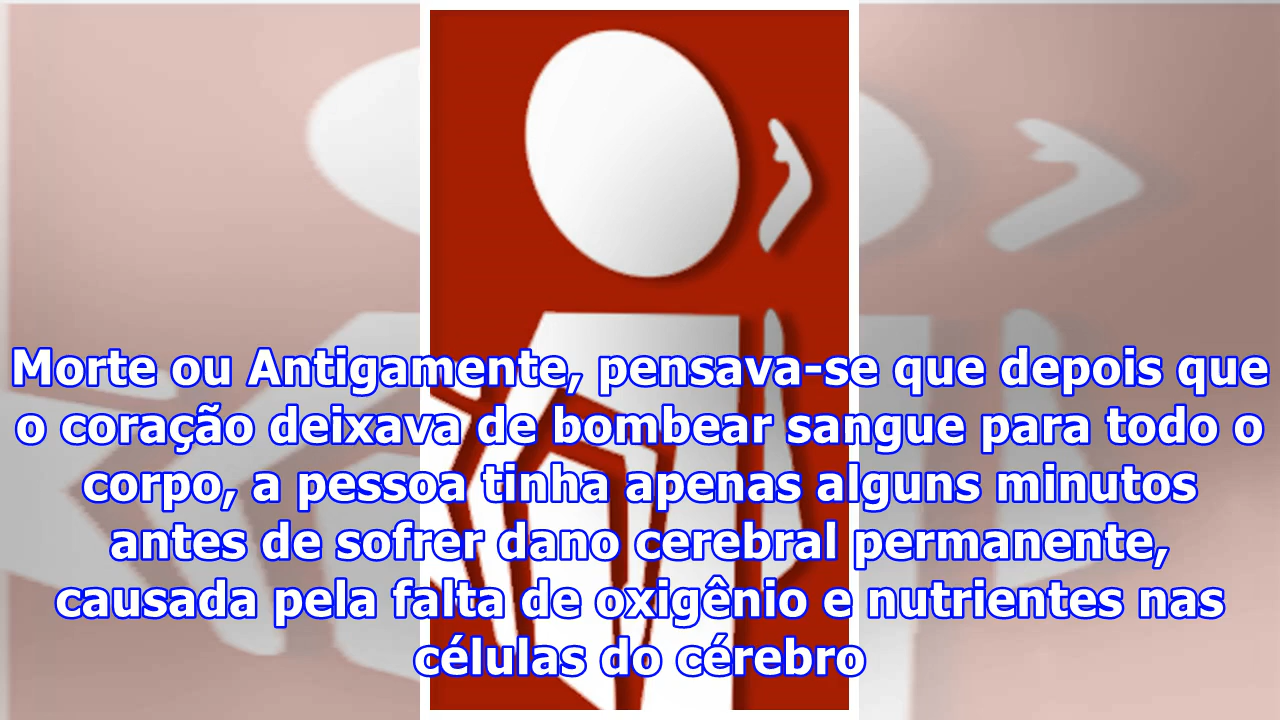 Morte ou Antigamente, pensava-se que depois que
o coração deixava de bombear sangue para todo o
corpo, a pessoa tinha apenas alguns minutos
antes de sofrer dano cerebral permanente,
causada pela falta de oxigênio e nutrientes nas
células do cérebro